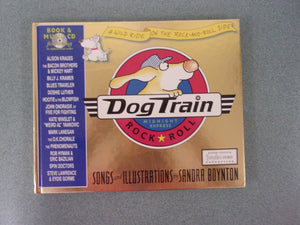 BOOK &
MUSIC CD
A WILD RIDE ON THE ROCK-AND-ROLL SIDE
ALISON KRAUSS
THE BACON BROTHERS
& MICKEY HART
BILLY J. KRAMER
BLUES TRAVELER
DEEDEE LUTHER
HOOTIE & THE BLOWFISH
JOHN ONDRASIK OF
FIVE FOR FIGHTING
KATE WINSLET &
"WEIRD AL" YANKOVIC
MARK LANEGAN
THE O/K CHORALE
THE PHENOMENAUTS
ROB HYMAN &
ERIC BAZILIAN
SPIN DOCTORS
STEVE LAWRENCE
& EYDIE GORME
Dog Train
MIDNIGHT
EXPRESS
ROCK ROLL
SONGS AND ILLUSTRATIONS BY SANDRA BOYNTON